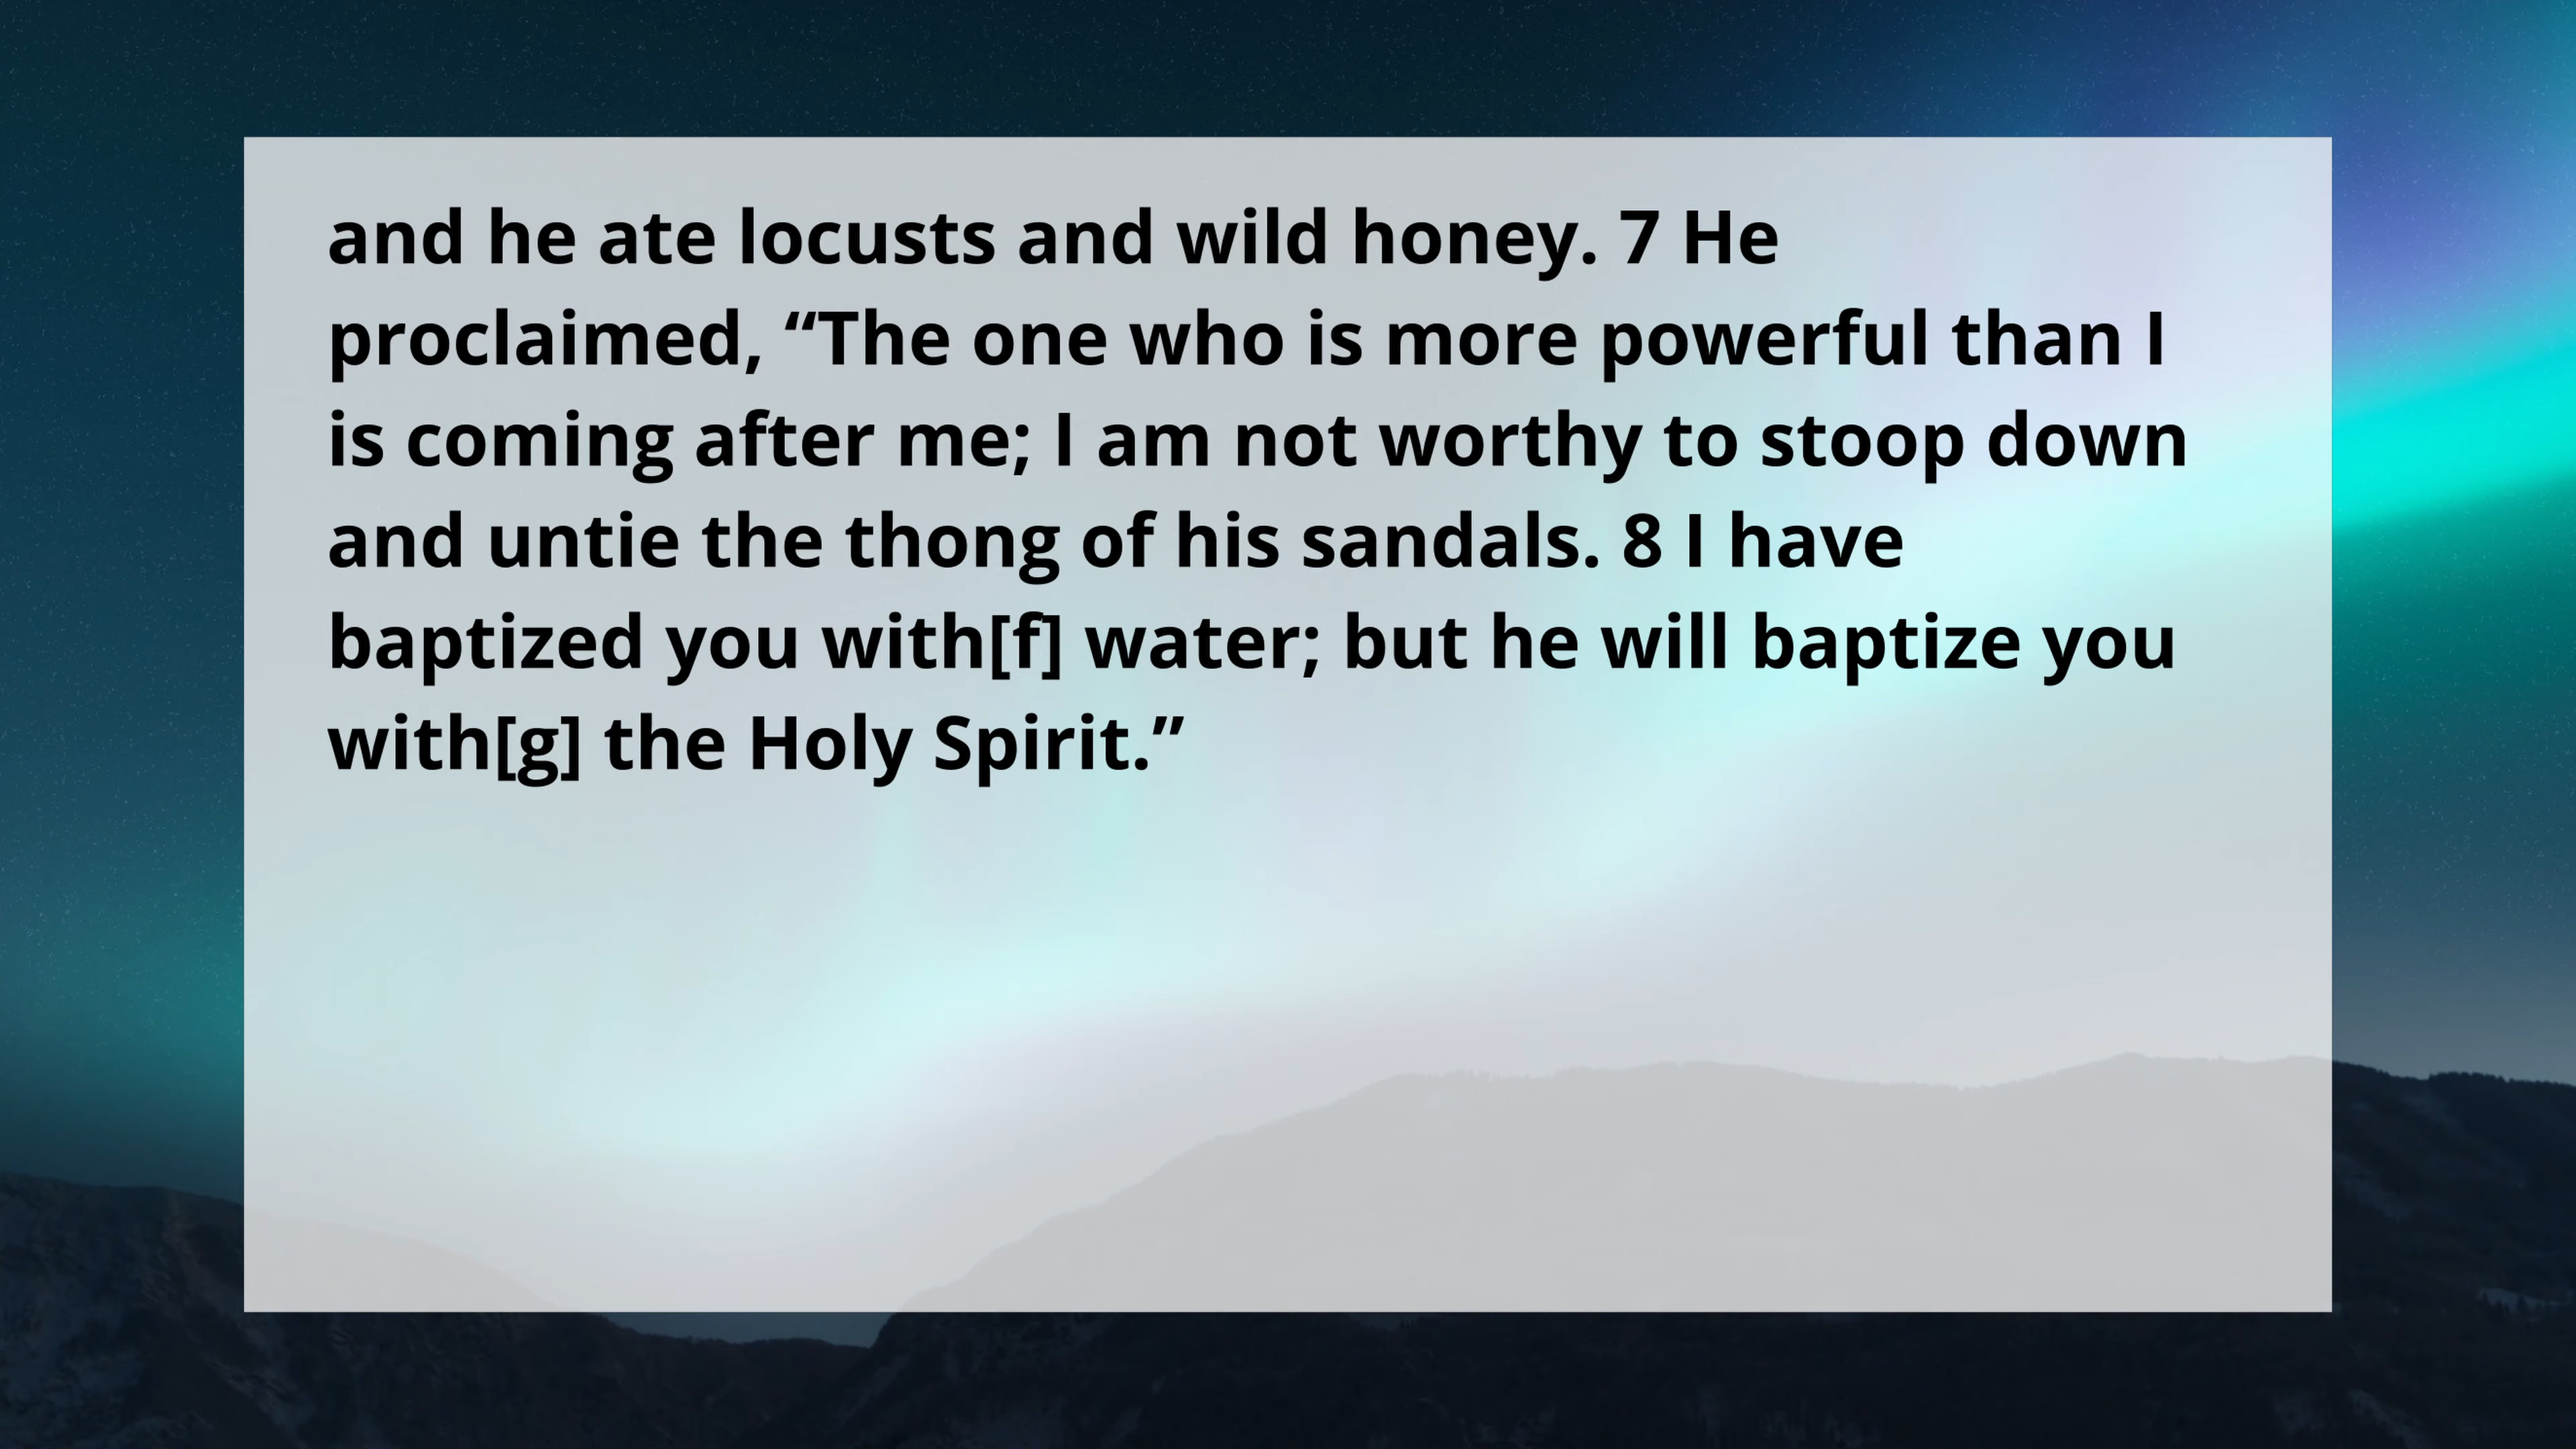 and he ate locusts and wild honey. 7 He
proclaimed, “The one who is more powerful than I
is coming after me; I am not worthy to stoop down
and untie the thong of his sandals. 8 I have
baptized you with[f] water; but he will baptize you
with[g] the Holy Spirit.”